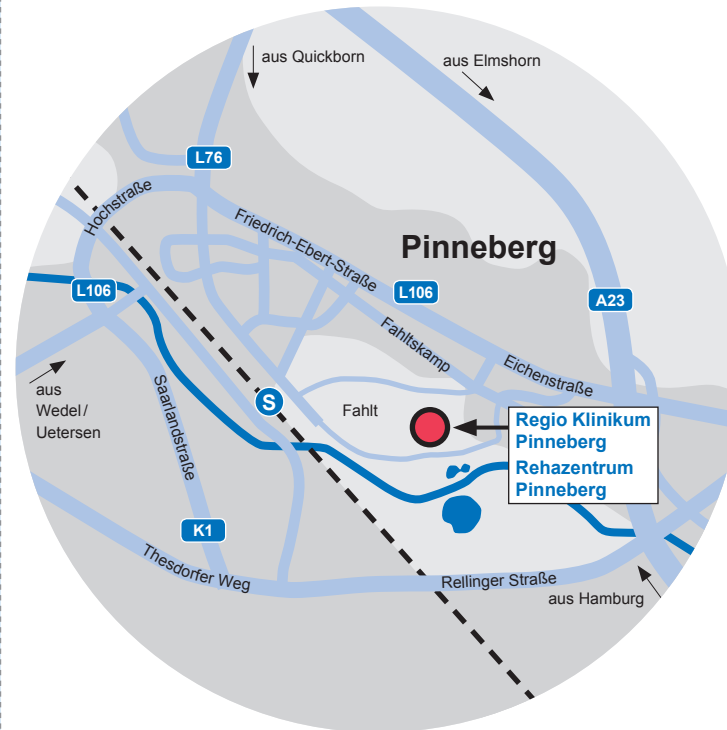 aus Quickborn
aus Elmshorn
L76
Hochstraße
Friedrich-Ebert-Straße
Pinneberg
L106
L106
A23
Fahltskamp
Eichenstraße
aus
Wedel/
Uetersen
Saarlandstraße
S
Fahlt
Regio Klinikum
Pinneberg
Rehazentrum
Pinneberg
K1
Thesdorfer Weg
Rellinger Straße
aus Hamburg